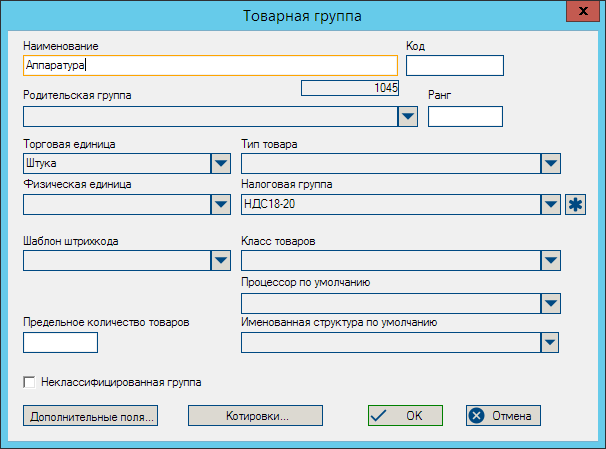 Товарная группа
x
Наименование Код
Аппаратура
1045
Родительская группа Ранг
Торговая единица Тип товара
Штука
Физическая единица Налоговая группа
НДС18-20
Шаблон штрихкода Класс товаров
Процессор по умолчанию
Предельное количество товаров Именованная структура по умолчанию
Неклассифицированная группа
Дополнительные поля... Котировки... OK Отмена